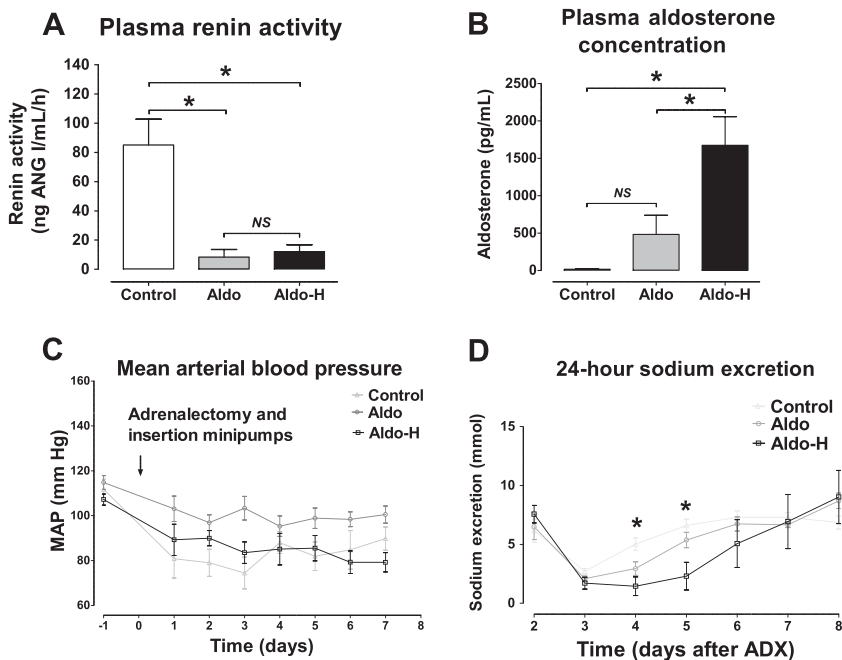 A Plasma renin activity
Renin activity
(ng ANG I/mL/h)
140
120
100
80
60
40
20
0
*
*
NS
Control Aldo Aldo-H
B Plasma aldosterone
concentration
Aldosterone (pg/mL)
2500
2000
1500
1000
500
0
*
*
NS
Control Aldo Aldo-H
C Mean arterial blood pressure
MAP (mm Hg)
160
140
120
100
80
60
Control
Aldo
Aldo-H
Adrenalectomy and
insertion minipumps
-1 0 1 2 3 4 5 6 7 8
Time (days)
D 24-hour sodium excretion
Sodium excretion (mmol)
15
10
5
0
Control
Aldo
Aldo-H
* *
2 3 4 5 6 7 8
Time (days after ADX)